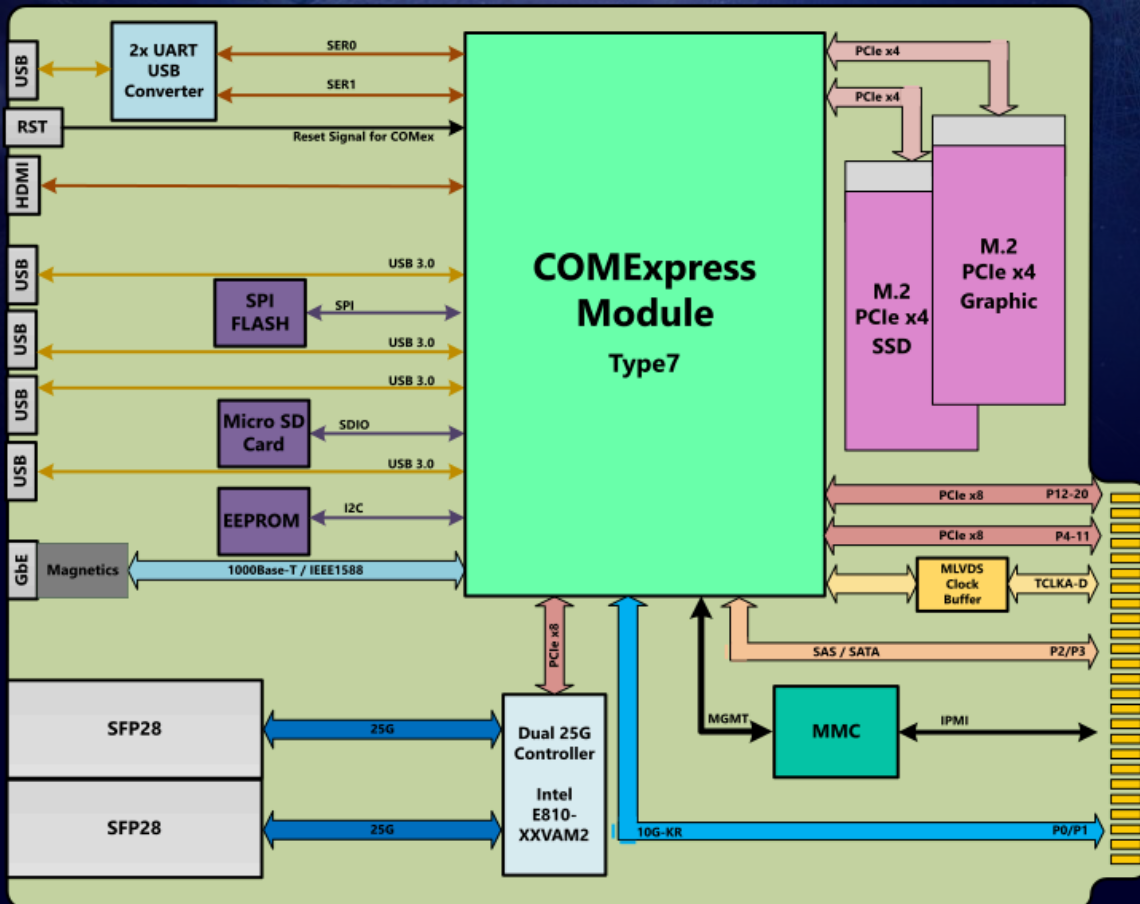 USB
2x UART
USB
Converter
SER0
SER1
RST
Reset Signal for COMex
HDMI
USB
USB 3.0
SPI
FLASH
SPI
USB
USB 3.0
USB
USB 3.0
Micro SD
Card
SDIO
USB
USB 3.0
EEPROM
I2C
GbE
Magnetics
1000Base-T / IEEE1588
COMExpress
Module
Type7
PCIe x4
PCIe x4
M.2
PCIe x4
SSD
M.2
PCIe x4
Graphic
PCIe x8
P12-20
PCIe x8
P4-11
MLVDS
Clock
Buffer
TCLKA-D
SAS / SATA
P2/P3
PCIe x8
MGMT
MMC
IPMI
SFP28
25G
SFP28
25G
Dual 25G
Controller
Intel
E810-
XXVAM2
10G-KR
P0/P1